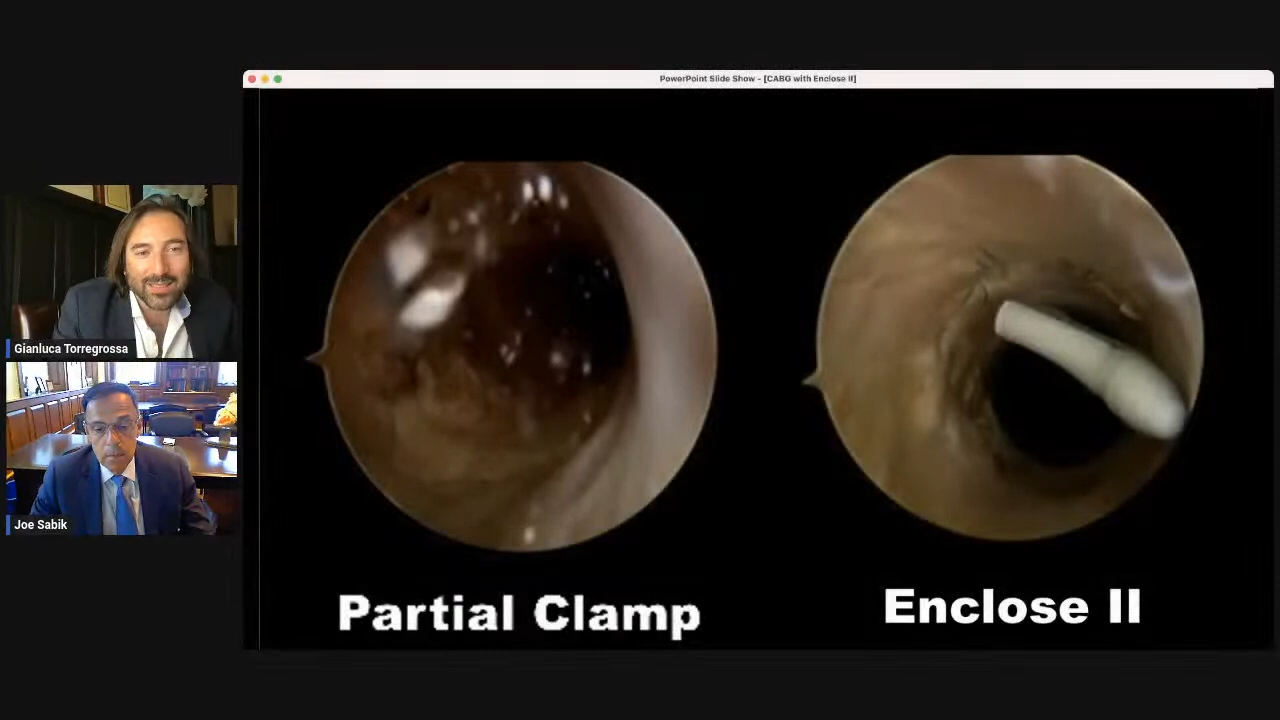 PowerPoint Slide Show - [CABG with Enclose II]
Gianluca Torregrossa
Joe Sabik
Partial Clamp
Enclose II